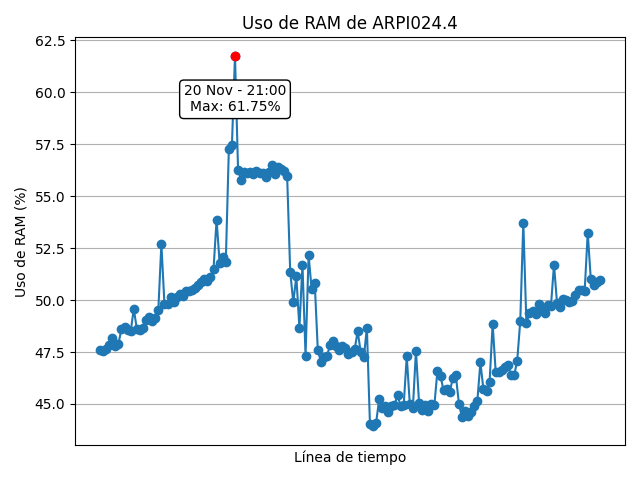 Uso de RAM de ARPI024.4
62.5
60.0
57.5
55.0
52.5
50.0
47.5
45.0
Uso de RAM (%)
20 Nov - 21:00
Max: 61.75%
Línea de tiempo